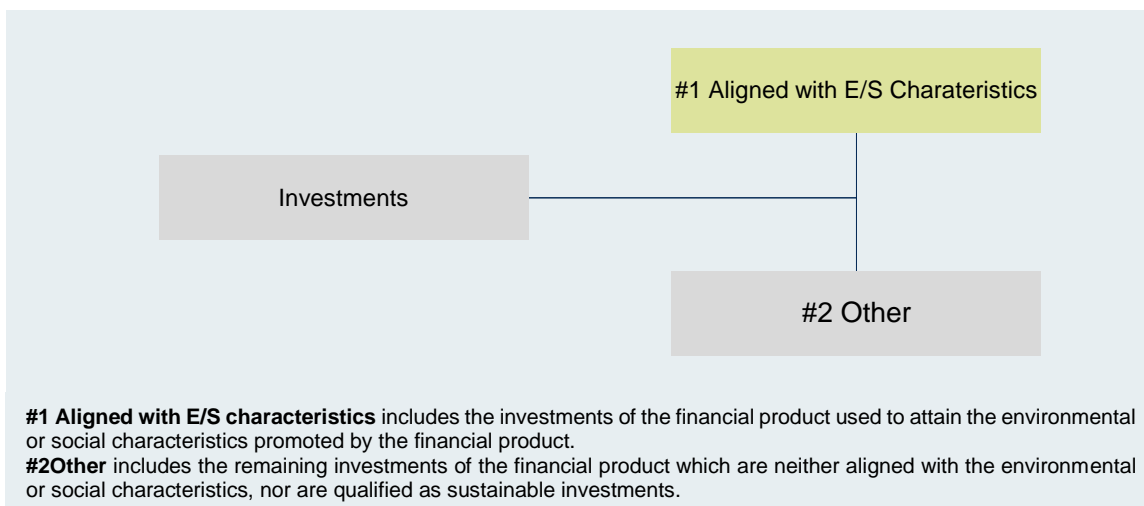 #1 Aligned with E/S Charateristics
Investments
#2 Other
#1 Aligned with E/S characteristics includes the investments of the financial product used to attain the environmental
or social characteristics promoted by the financial product.
#2Other includes the remaining investments of the financial product which are neither aligned with the environmental
or social characteristics, nor are qualified as sustainable investments.